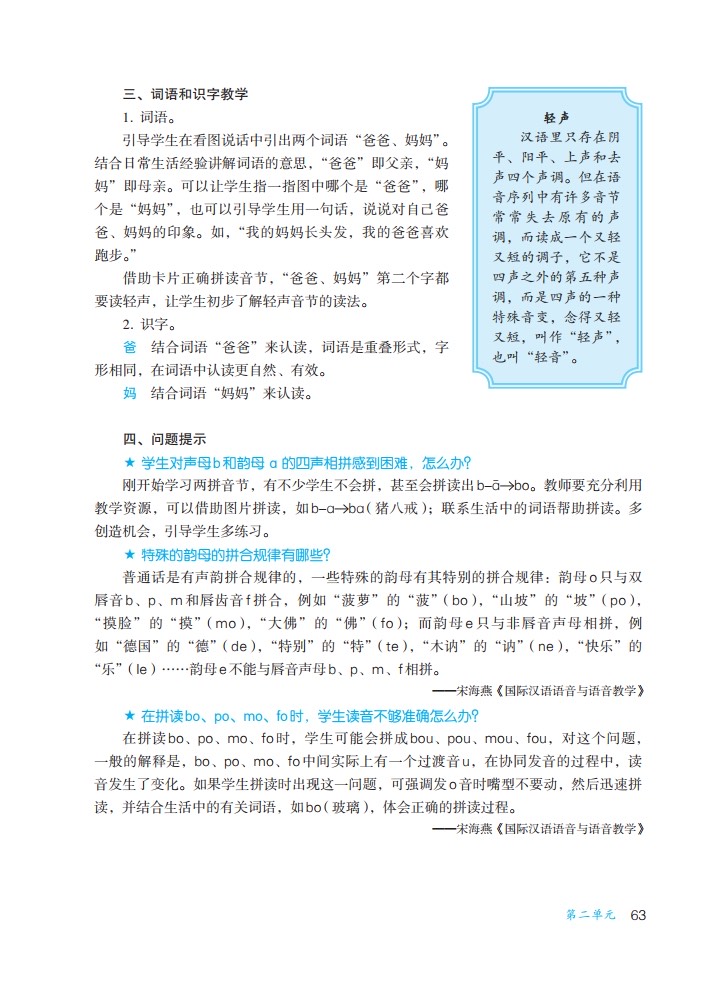 三、词语和识字教学
1. 词语。
引导学生在看图说话中引出两个词语“爸爸、妈妈”。
结合日常生活经验讲解词语的意思，“爸爸”即父亲，“妈
妈”即母亲。可以让学生指一指图中哪个是“爸爸”，哪
个是“妈妈”，也可以引导学生用一句话，说说对自己爸
爸、妈妈的印象。如，“我的妈妈长头发，我的爸爸喜欢
跑步。”
借助卡片正确拼读音节，“爸爸、妈妈”第二个字都
要读轻声，让学生初步了解轻声音节的读法。
2. 识字。
爸 结合词语“爸爸”来认读，词语是重叠形式，字
形相同，在词语中认读更自然、有效。
妈 结合词语“妈妈”来认读。
轻声
汉语里只存在阴
平、阳平、上声和去
声四个声调。但在语
音序列中有许多音节
常常失去原有的声
调，而读成一个又轻
又短的调子，它不是
四声之外的第五种声
调，而是四声的一种
特殊音变，念得又轻
又短，叫作“轻声”，
也叫“轻音”。
四、问题提示
★ 学生对声母b和韵母ɑ的四声相拼感到困难，怎么办？
刚开始学习两拼音节，有不少学生不会拼，甚至会拼读出b–ā→bo。教师要充分利用
教学资源，可以借助图片拼读，如b–ɑ→bɑ（猪八戒）；联系生活中的词语帮助拼读。多
创造机会，引导学生多练习。
★ 特殊的韵母的拼合规律有哪些？
普通话是有声韵拼合规律的，一些特殊的韵母有其特别的拼合规律：韵母o只与双
唇音b、p、m和唇齿音f拼合，例如“菠萝”的“菠”（bo），“山坡”的“坡”（po），
“摸脸”的“摸”（mo），“大佛”的“佛”（fo）；而韵母e只与非唇音声母相拼，例
如“德国”的“德”（de），“特别”的“特”（te），“木讷”的“讷”（ne），“快乐”的
“乐”（le）……韵母e不能与唇音声母b、p、m、f相拼。
——宋海燕《国际汉语语音与语音教学》
★ 在拼读bo、po、mo、fo时，学生读音不够准确怎么办？
在拼读bo、po、mo、fo时，学生可能会拼成bou、pou、mou、fou，对这个问题，
一般的解释是，bo、po、mo、fo中间实际上有一个过渡音u，在协同发音的过程中，读
音发生了变化。如果学生拼读时出现这一问题，可强调发o音时嘴型不要动，然后迅速拼
读，并结合生活中的有关词语，如bo（玻璃），体会正确的拼读过程。
——宋海燕《国际汉语语音与语音教学》
第二单元 63